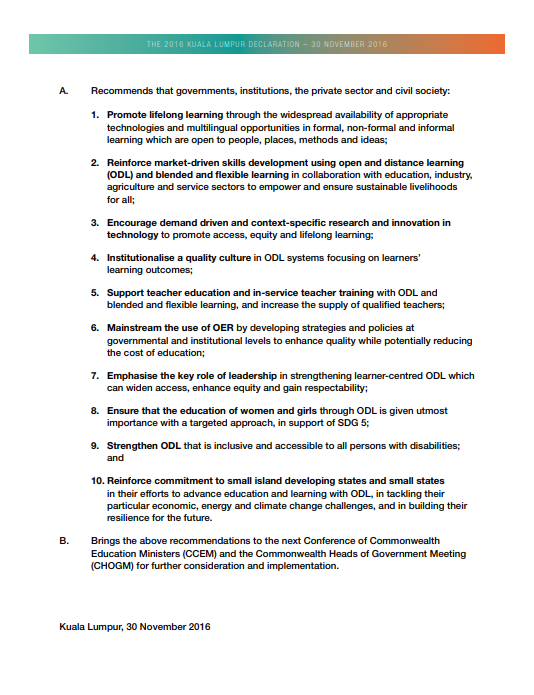 THE 2016 KUALA LUMPUR DECLARATION – 30 NOVEMBER 2016
A. Recommends that governments, institutions, the private sector and civil society:
1. Promote lifelong learning through the widespread availability of appropriate
technologies and multilingual opportunities in formal, non-formal and informal
learning which are open to people, places, methods and ideas;
2. Reinforce market-driven skills development using open and distance learning
(ODL) and blended and flexible learning in collaboration with education, industry,
agriculture and service sectors to empower and ensure sustainable livelihoods
for all;
3. Encourage demand driven and context-specific research and innovation in
technology to promote access, equity and lifelong learning;
4. Institutionalise a quality culture in ODL systems focusing on learners’
learning outcomes;
5. Support teacher education and in-service teacher training with ODL and
blended and flexible learning, and increase the supply of qualified teachers;
6. Mainstream the use of OER by developing strategies and policies at
governmental and institutional levels to enhance quality while potentially reducing
the cost of education;
7. Emphasise the key role of leadership in strengthening learner-centred ODL which
can widen access, enhance equity and gain respectability;
8. Ensure that the education of women and girls through ODL is given utmost
importance with a targeted approach, in support of SDG 5;
9. Strengthen ODL that is inclusive and accessible to all persons with disabilities;
and
10. Reinforce commitment to small island developing states and small states
in their efforts to advance education and learning with ODL, in tackling their
particular economic, energy and climate change challenges, and in building their
resilience for the future.
B. Brings the above recommendations to the next Conference of Commonwealth
Education Ministers (CCEM) and the Commonwealth Heads of Government Meeting
(CHOGM) for further consideration and implementation.
Kuala Lumpur, 30 November 2016